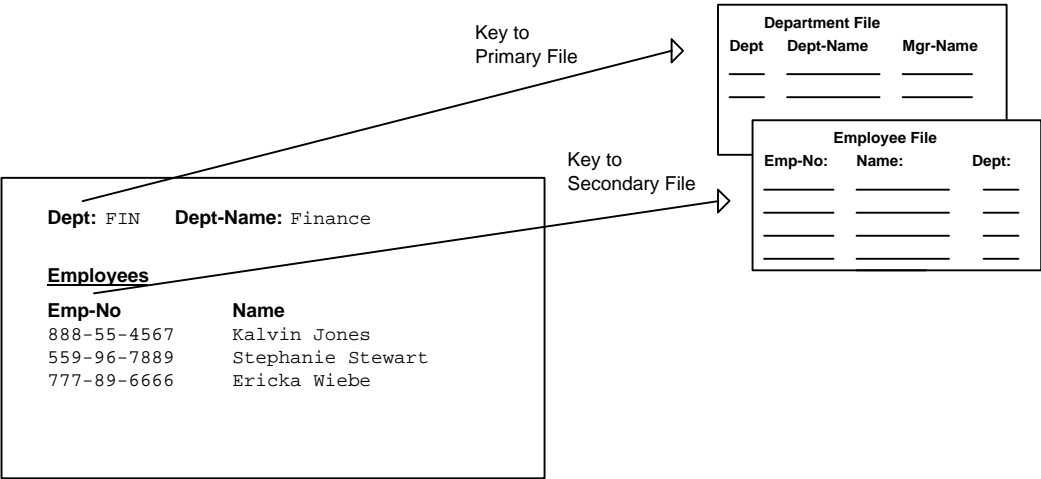 Key to
Primary File
Department File
Dept Dept-Name Mgr-Name
Employee File
Emp-No: Name: Dept:
Key to
Secondary File
Dept: FIN Dept-Name: Finance
Employees
Emp-No Name
888-55-4567 Kalvin Jones
559-96-7889 Stephanie Stewart
777-89-6666 Ericka Wiebe